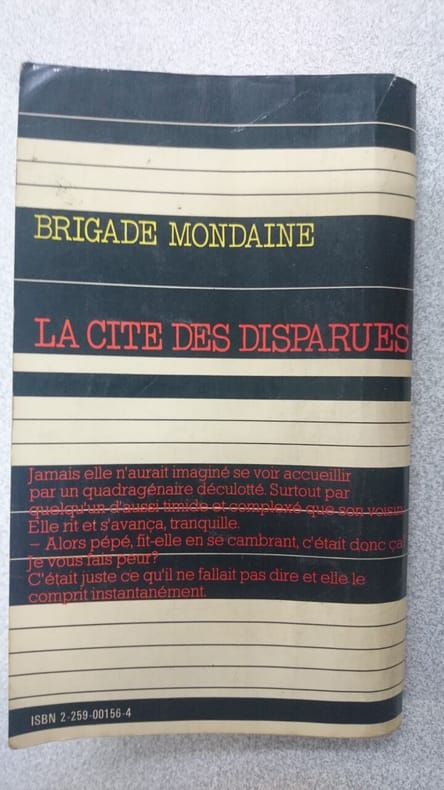 BRIGADE MONDAINE
LA CITE DES DISPARUES
Jamais elle n'aurait imaginé se voir accueillir
par un quadragénaire déculotté. Surtout par
quelqu'un d'aussi timide et complexé que son voisin.
Elle rit et s'avança, tranquille.
– Alors pépé, fit-elle en se cambrant, c'était donc ça
Je vous fais peur?
C'était juste ce qu'il ne fallait pas dire et elle le
comprit instantanément.
ISBN 2-259-00156-4